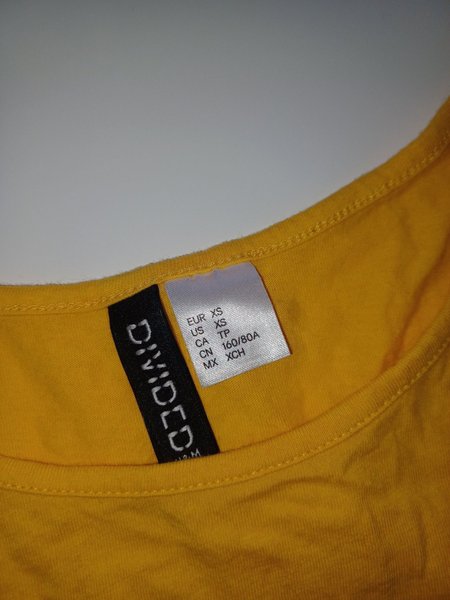 DIVIDED
H&M
EUR XS
US XS
CA TP
CN 160/80A
MX XCH